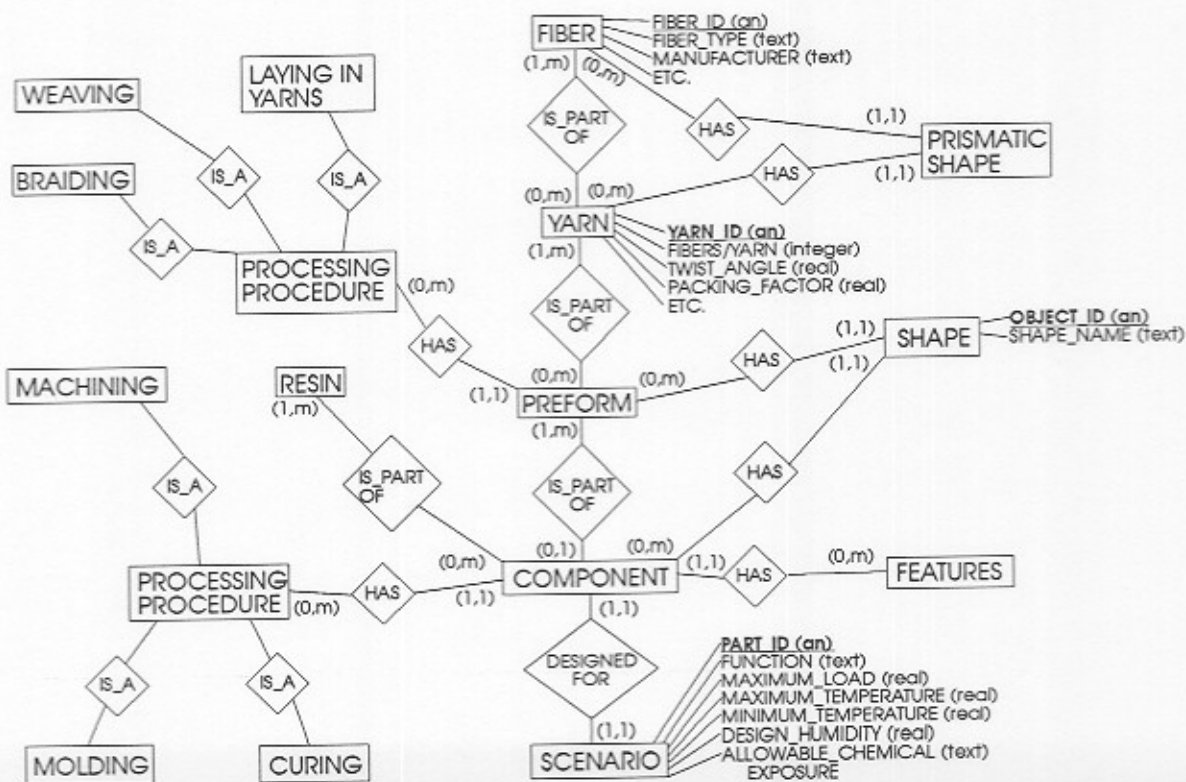 FIBER
FIBER_ID (an)
FIBER_TYPE (text)
MANUFACTURER (text)
ETC.
(1,m)
(0,m)
WEAVING
LAYING IN
YARNS
IS_PART
OF
HAS
(1,1)
PRISMATIC
SHAPE
BRAIDING
IS_A
IS_A
HAS
(1,1)
(0,m)
(0,m)
IS_A
YARN
YARN_ID (an)
FIBERS/YARN (integer)
TWIST_ANGLE (real)
PACKING_FACTOR (real)
ETC.
(1,m)
PROCESSING
PROCEDURE
(0,m)
IS_PART
OF
HAS
HAS
(1,1)
(1,1)
SHAPE
OBJECT_ID (an)
SHAPE_NAME (text)
MACHINING
RESIN
(1,m)
(1,1)
(0,m)
(0,m)
PREFORM
(1,m)
IS_A
IS_PART
OF
IS_PART
OF
HAS
(0,m)
(0,1)
(0,m)
PROCESSING
PROCEDURE
(0,m)
HAS
(1,1)
COMPONENT
(1,1)
HAS
(0,m)
FEATURES
(1,1)
IS_A
IS_A
DESIGNED
FOR
PART_ID (an)
FUNCTION (text)
MAXIMUM_LOAD (real)
MAXIMUM_TEMPERATURE (real)
MINIMUM_TEMPERATURE (real)
DESIGN_HUMIDITY (real)
ALLOWABLE_CHEMICAL (text)
EXPOSURE
(1,1)
MOLDING
CURING
SCENARIO